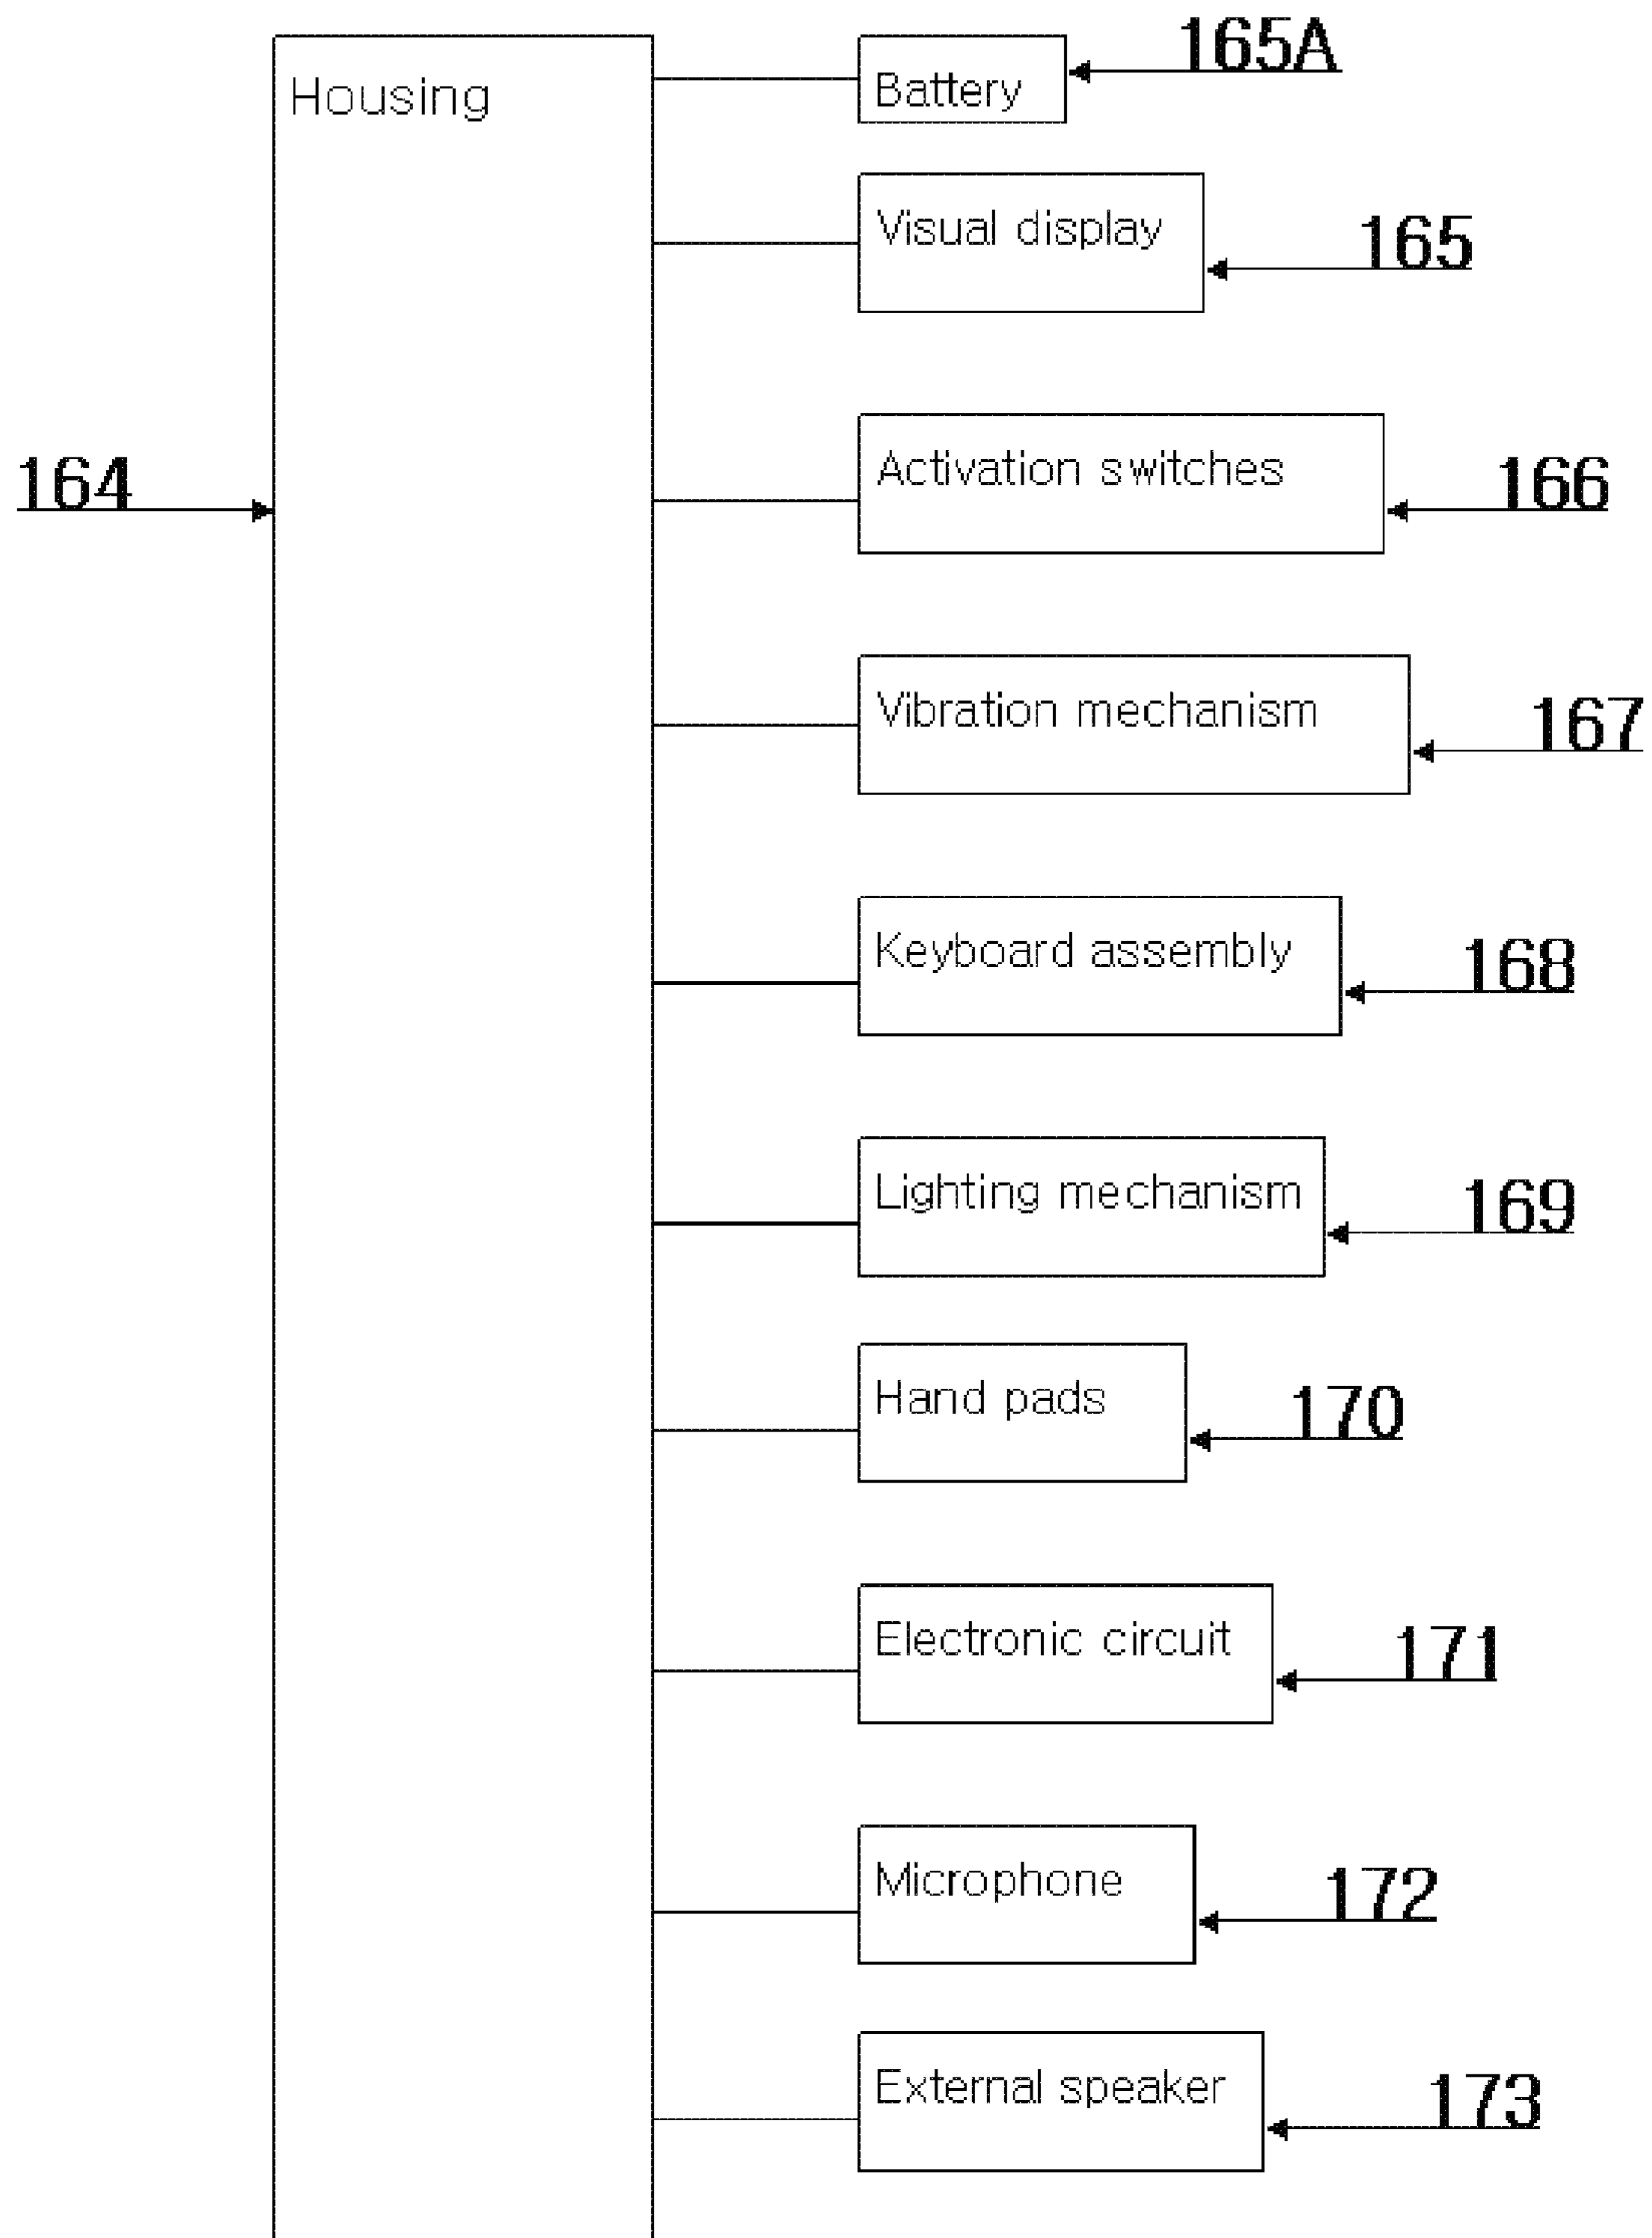 165A
Housing
Battery
Visual display
165
Activation switches
164
166
Vibration mechanism
167
Keyboard assembly
168
Lighting mechanism
169
Hand pads
170
Electronic circuit
171
Microphone
172
External speaker
173